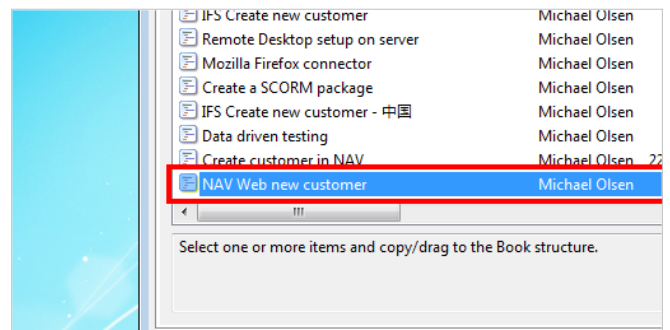 IFS Create new customer Michael Olsen
Remote Desktop setup on server Michael Olsen
Mozilla Firefox connector Michael Olsen
Create a SCORM package Michael Olsen
IFS Create new customer - 中国 Michael Olsen
Data driven testing Michael Olsen
Create customer in NAV Michael Olsen 22
NAV Web new customer Michael Olsen
Select one or more items and copy/drag to the Book structure.